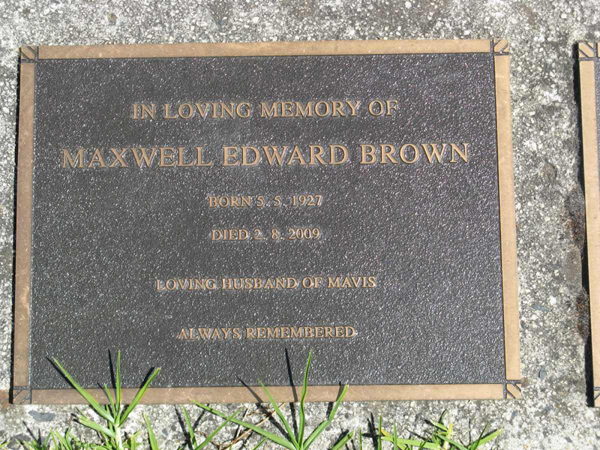 IN LOVING MEMORY OF
MAXWELL EDWARD BROWN
BORN 5. 5. 1927
DIED 2. 8. 2009
LOVING HUSBAND OF MAVIS
ALWAYS REMEMBERED